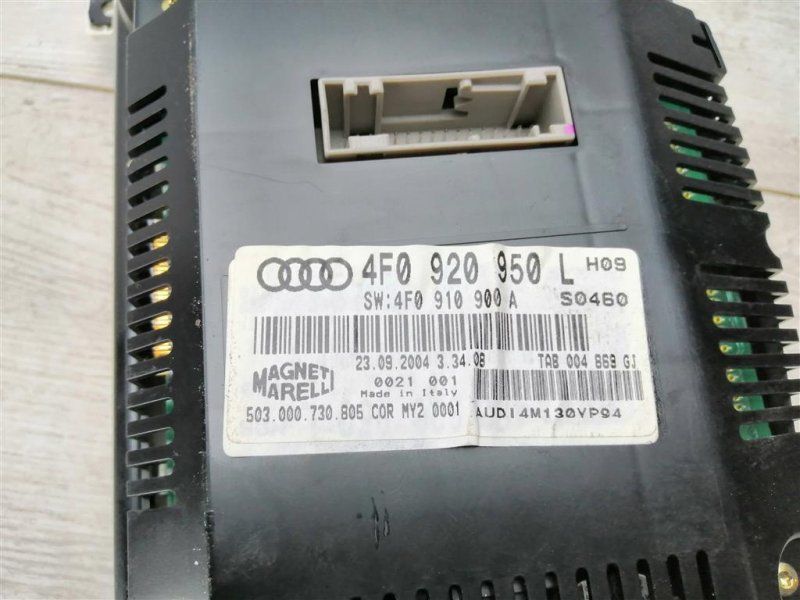 4F0 920 950 L H09
SW:4F0 910 900 A S0460
23.09.2004 3.34.08 TAB 004 869 GJ
MAGNETI MARELLI
0021 001
Made in Italy
503.000.730.805 COR MY2 0001 AUDI4M130VP94